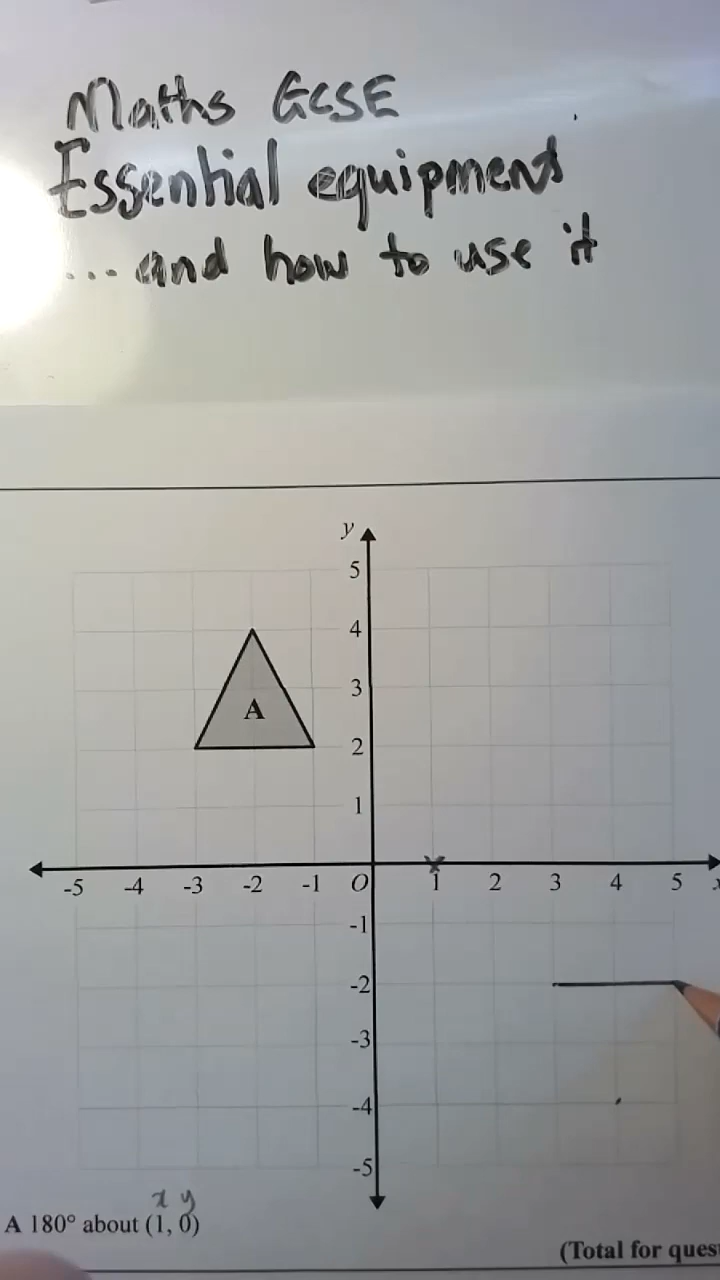 Maths GCSE
Essential equipment
... and how to use it
y
5
4
3
A
2
1
-5 -4 -3 -2 -1 O 1 2 3 4 5
-1
-2
-3
-4
-5
x y
A 180° about (1, 0)
(Total for ques